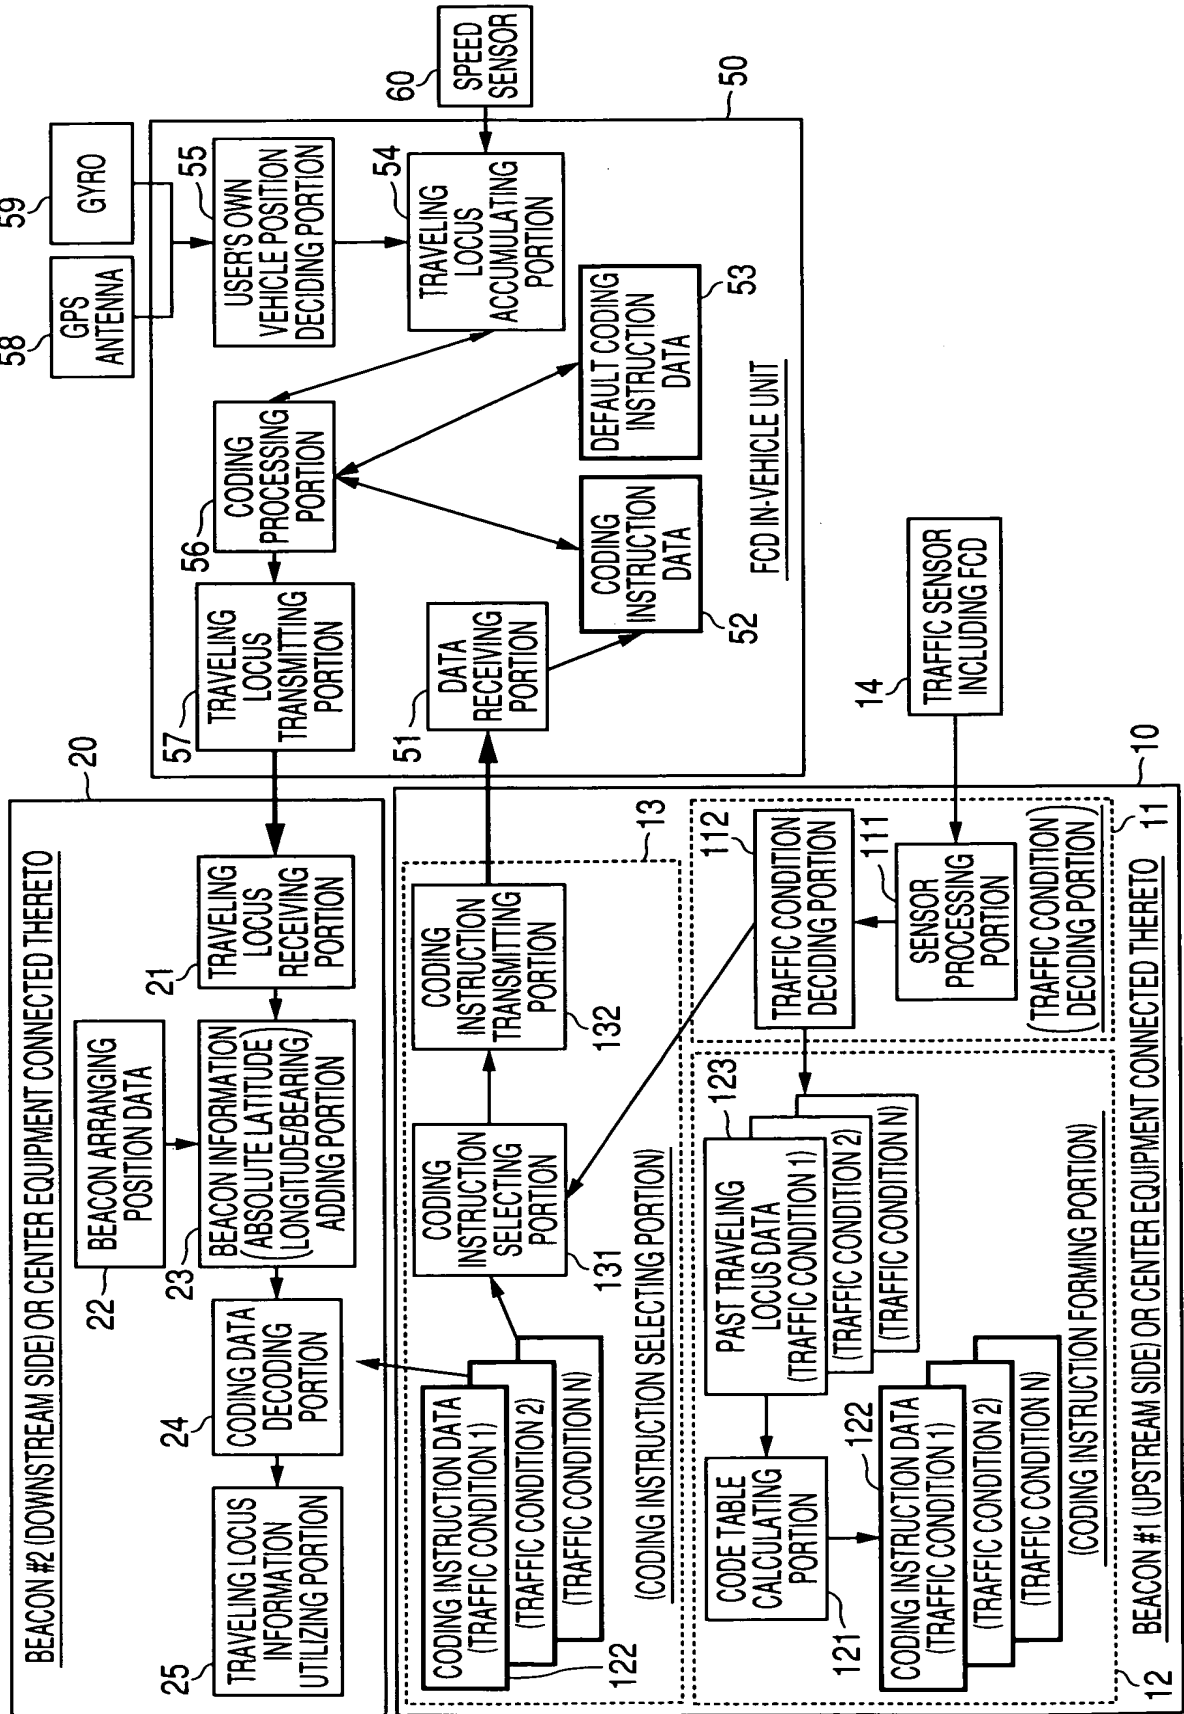 BEACON #2 (DOWNSTREAM SIDE) OR CENTER EQUIPMENT CONNECTED THERETO
20
22
BEACON ARRANGING
POSITION DATA
25
TRAVELING LOCUS
INFORMATION
UTILIZING PORTION
24
CODING DATA
DECODING
PORTION
23
BEACON INFORMATION
(ABSOLUTE LATITUDE/
LONGITUDE/BEARING)
ADDING PORTION
21
TRAVELING
LOCUS
RECEIVING
PORTION
57
TRAVELING
LOCUS
TRANSMITTING
PORTION
56
CODING
PROCESSING
PORTION
58
GPS
ANTENNA
59
GYRO
55
USER'S OWN
VEHICLE POSITION
DECIDING PORTION
54
TRAVELING
LOCUS
ACCUMULATING
PORTION
60
SPEED
SENSOR
51
DATA
RECEIVING
PORTION
52
CODING
INSTRUCTION
DATA
53
DEFAULT CODING
INSTRUCTION
DATA
FCD IN-VEHICLE UNIT
50
CODING INSTRUCTION DATA
(TRAFFIC CONDITION 1)
(TRAFFIC CONDITION 2)
(TRAFFIC CONDITION N)
122
CODING
INSTRUCTION
SELECTING
PORTION
131
CODING
INSTRUCTION
TRANSMITTING
PORTION
132
13
(CODING INSTRUCTION SELECTING PORTION)
121
CODE TABLE
CALCULATING
PORTION
123
PAST TRAVELING
LOCUS DATA
(TRAFFIC CONDITION 1)
(TRAFFIC CONDITION 2)
(TRAFFIC CONDITION N)
122
CODING INSTRUCTION DATA
(TRAFFIC CONDITION 1)
(TRAFFIC CONDITION 2)
(TRAFFIC CONDITION N)
(CODING INSTRUCTION FORMING PORTION)
12
112
TRAFFIC CONDITION
DECIDING PORTION
111
SENSOR
PROCESSING
PORTION
(TRAFFIC CONDITION
DECIDING PORTION)
11
14
TRAFFIC SENSOR
INCLUDING FCD
10
BEACON #1 (UPSTREAM SIDE) OR CENTER EQUIPMENT CONNECTED THERETO